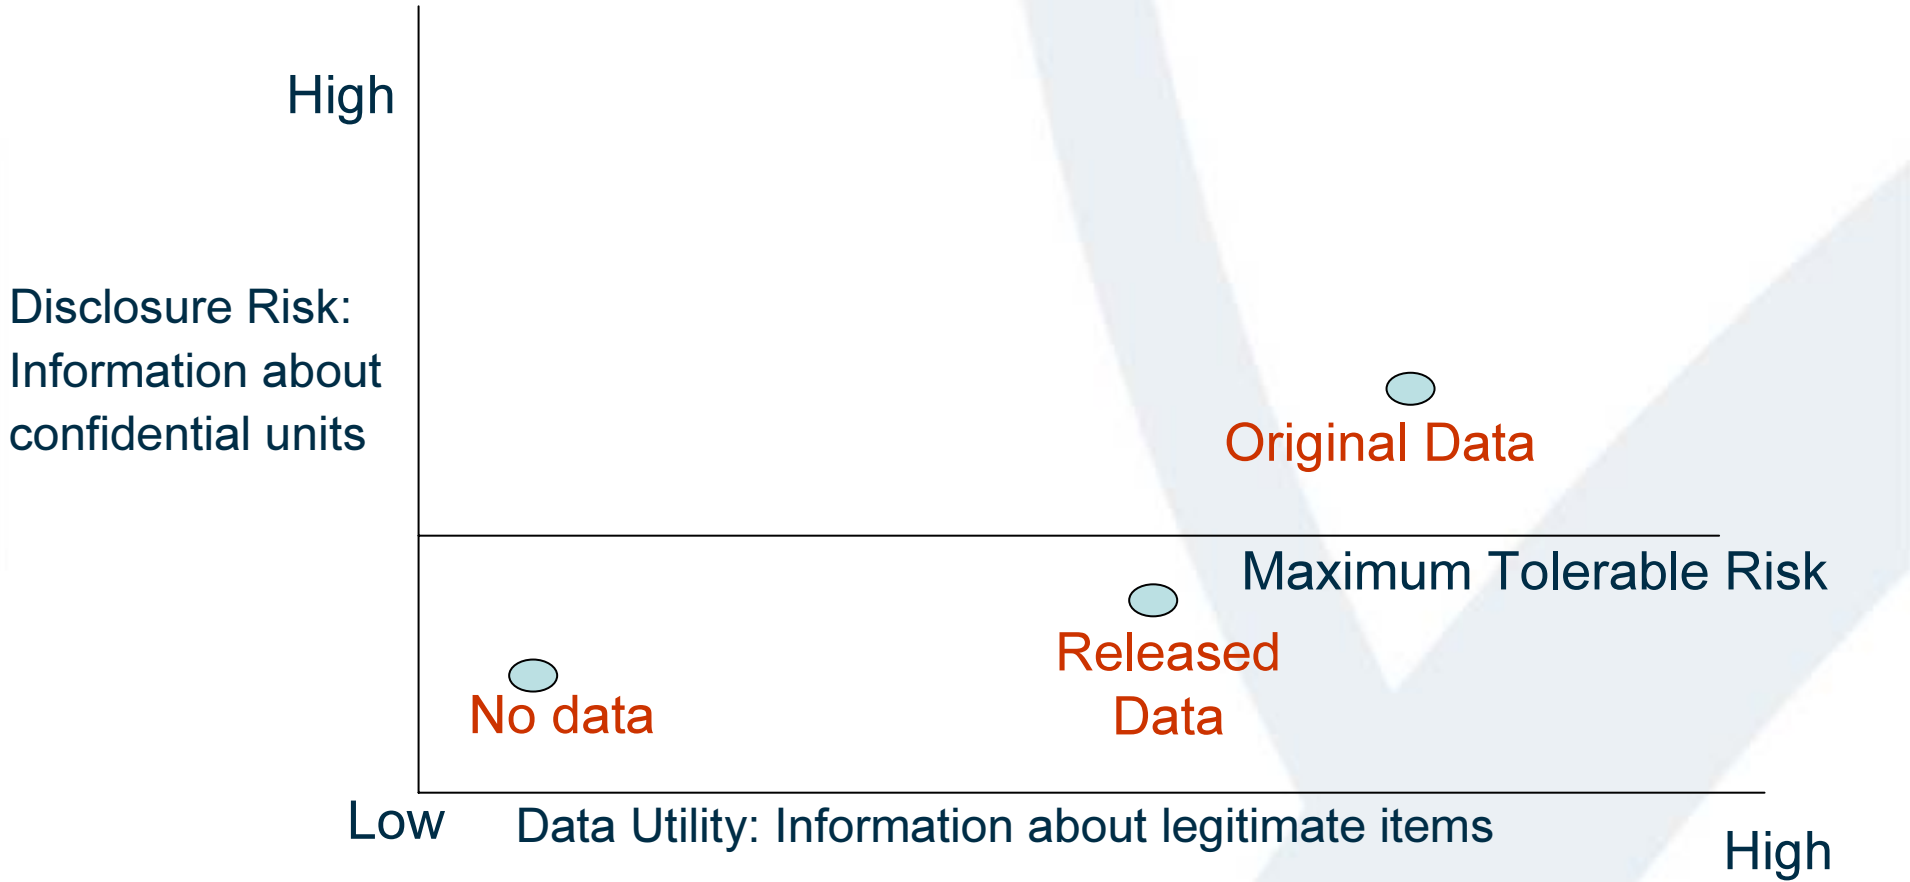 High
Disclosure Risk:
Information about
confidential units
Original Data
Maximum Tolerable Risk
Released
Data
No data
Low
Data Utility: Information about legitimate items
High